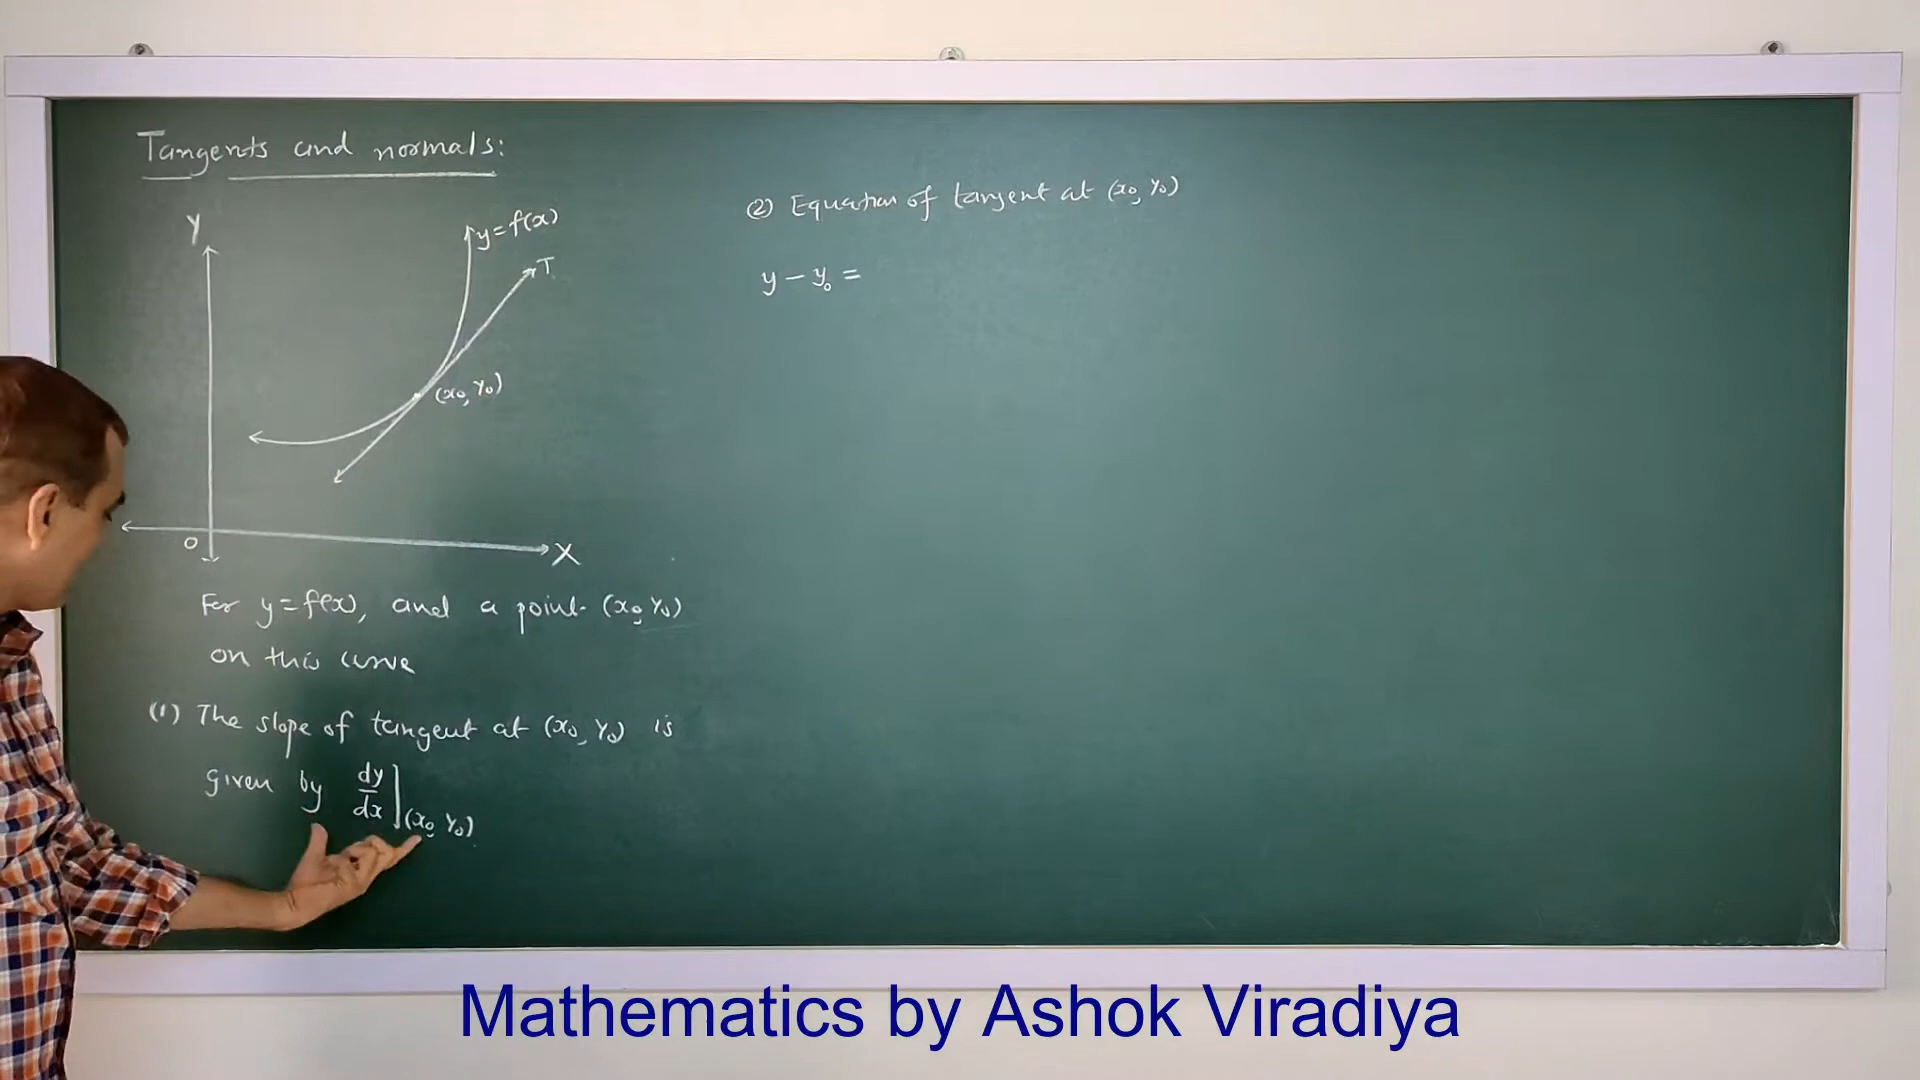 Tangents and normals:
Y
y=f(x)
T
(x₀, y₀)
O
X
For y=f(x), and a point (x₀, y₀)
on this curve
(1) The slope of tangent at (x₀, y₀) is
given by dy/dx](x₀, y₀)
(2) Equation of tangent at (x₀, y₀)
y – y₀ =
Mathematics by Ashok Viradiya